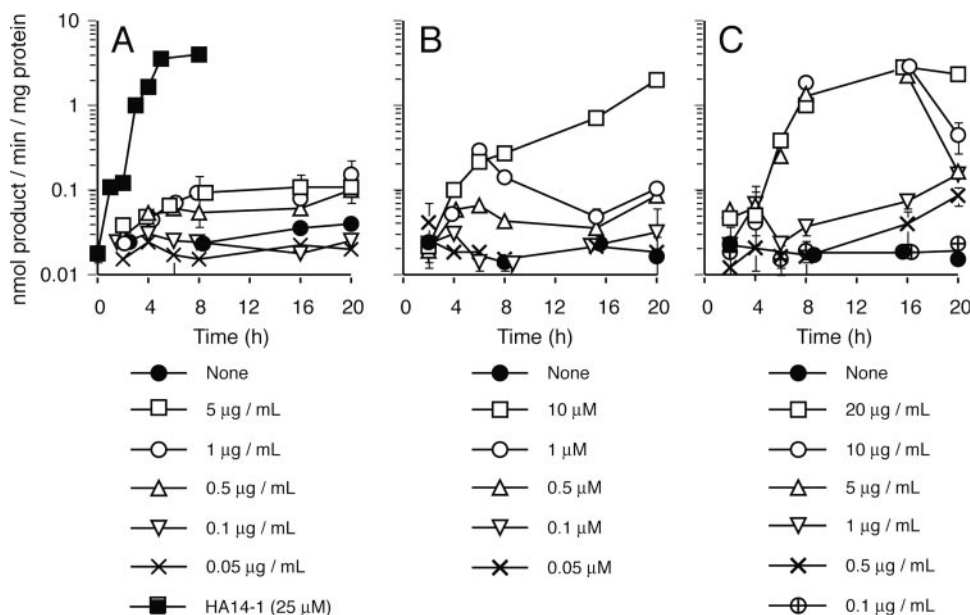 nmol product / min / mg protein
10
1
0.1
0.01
A
B
C
0 4 8 12 16 20
0 4 8 12 16 20
0 4 8 12 16 20
Time (h)
Time (h)
Time (h)
None
5 μg / mL
1 μg / mL
0.5 μg / mL
0.1 μg / mL
0.05 μg / mL
HA14-1 (25 μM)
None
10 μM
1 μM
0.5 μM
0.1 μM
0.05 μM
None
20 μg / mL
10 μg / mL
5 μg / mL
1 μg / mL
0.5 μg / mL
0.1 μg / mL